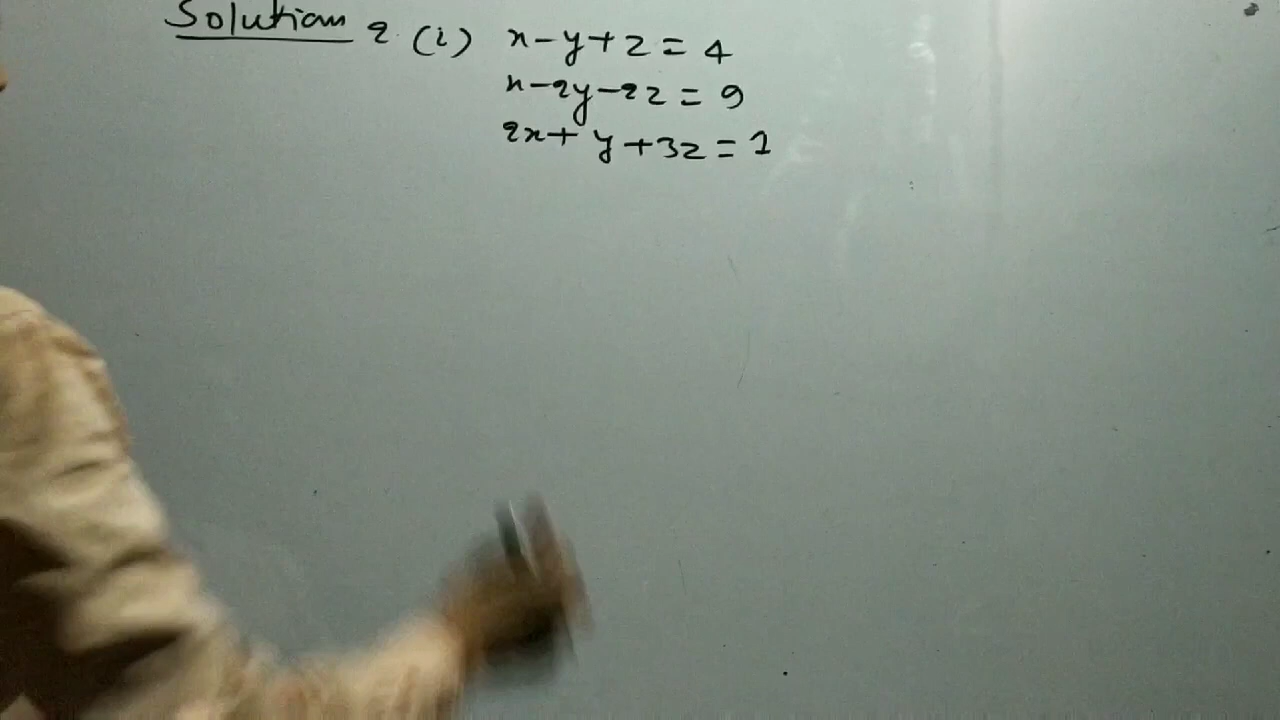 Solution 2. (i) x-y+z=4
x-2y-2z=9
2x+y+3z=1